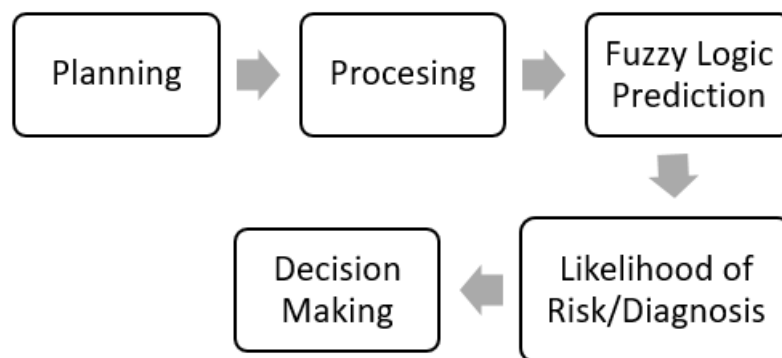 Planning
Procesing
Fuzzy Logic
Prediction
Likelihood of
Risk/Diagnosis
Decision
Making